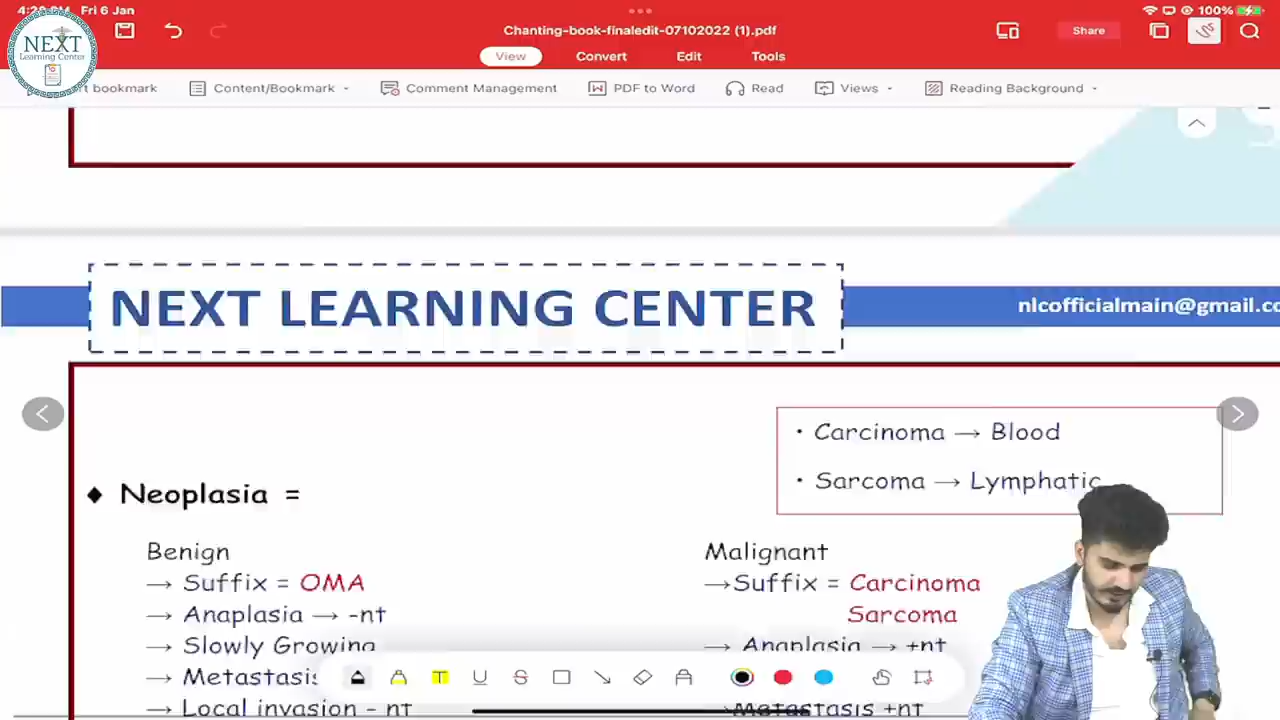 4:20 Fri 6 Jan
100%
Chanting-book-finaledit-07102022 (1).pdf
Share
View
Convert
Edit
Tools
NEXT
Learning Center
bookmark
Content/Bookmark
Comment Management
PDF to Word
Read
Views
Reading Background
NEXT LEARNING CENTER
nlcofficialmain@gmail.co
• Carcinoma → Blood
• Sarcoma → Lymphatic
◆ Neoplasia =
Benign
→ Suffix = OMA
→ Anaplasia → -nt
→ Slowly Growing
→ Metastasis
→ Local invasion - nt
Malignant
→Suffix = Carcinoma
Sarcoma
→ Anaplasia → +nt
→ Metastasis +nt